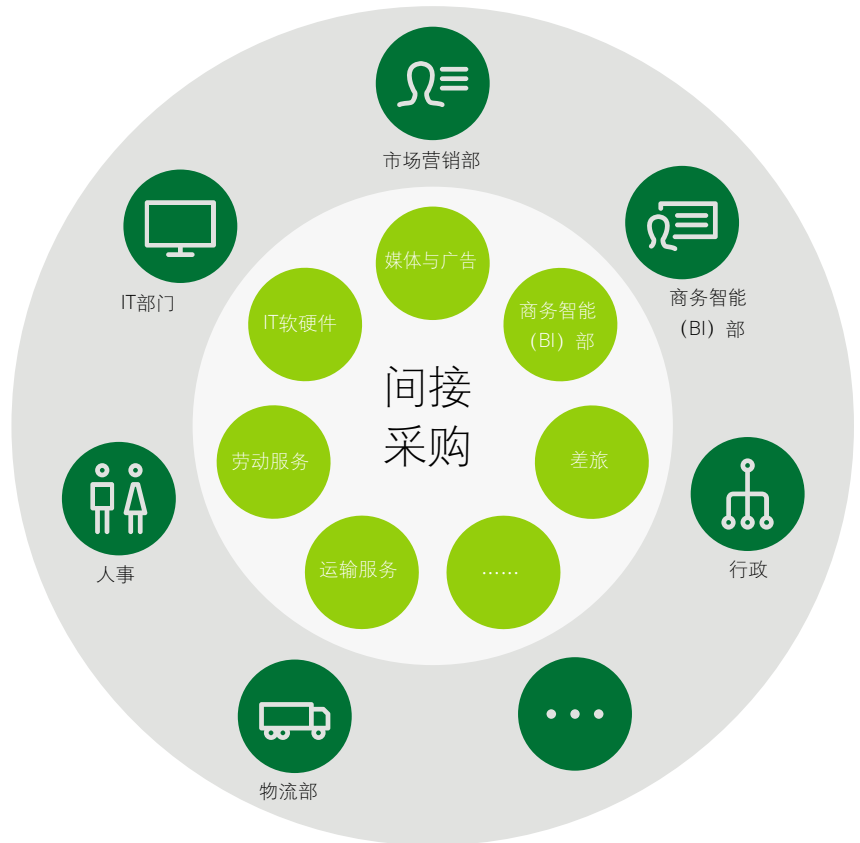 市场营销部
IT部门
商务智能
（BI）部
媒体与广告
IT软硬件
商务智能
（BI）部
间接
采购
劳动服务
差旅
运输服务
……
人事
行政
物流部